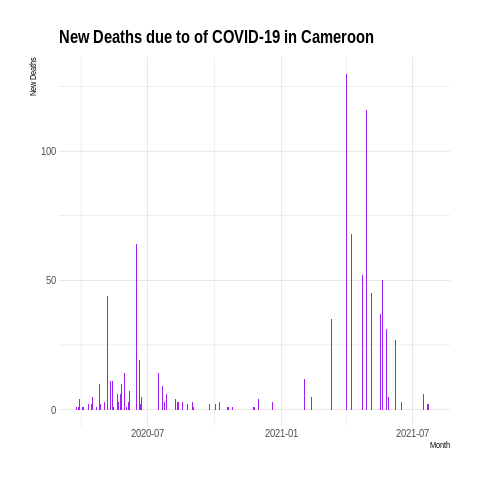 New Deaths due to of COVID-19 in Cameroon
New Deaths
100
50
0
2020-07
2021-01
2021-07
Month